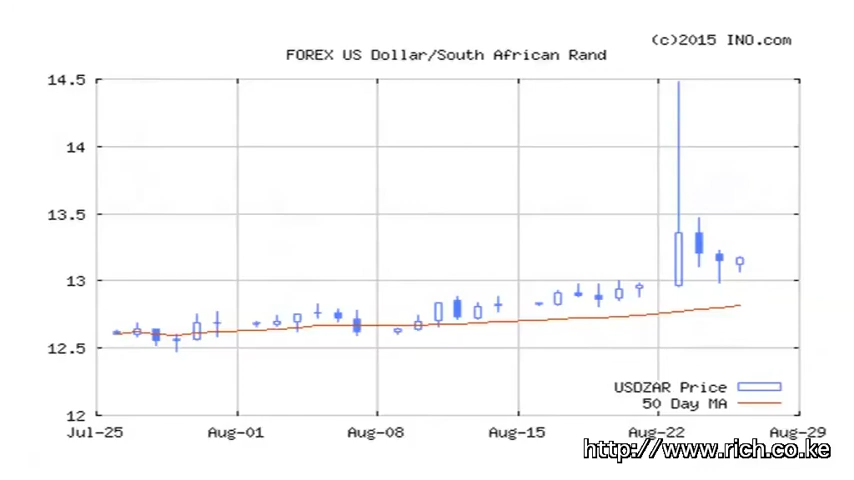 (c)2015 INO.com
FOREX US Dollar/South African Rand
14.5
14
13.5
13
12.5
12
USDZAR Price
50 Day MA
Jul-25 Aug-01 Aug-08 Aug-15 Aug-22 Aug-29
http://www.rich.co.ke